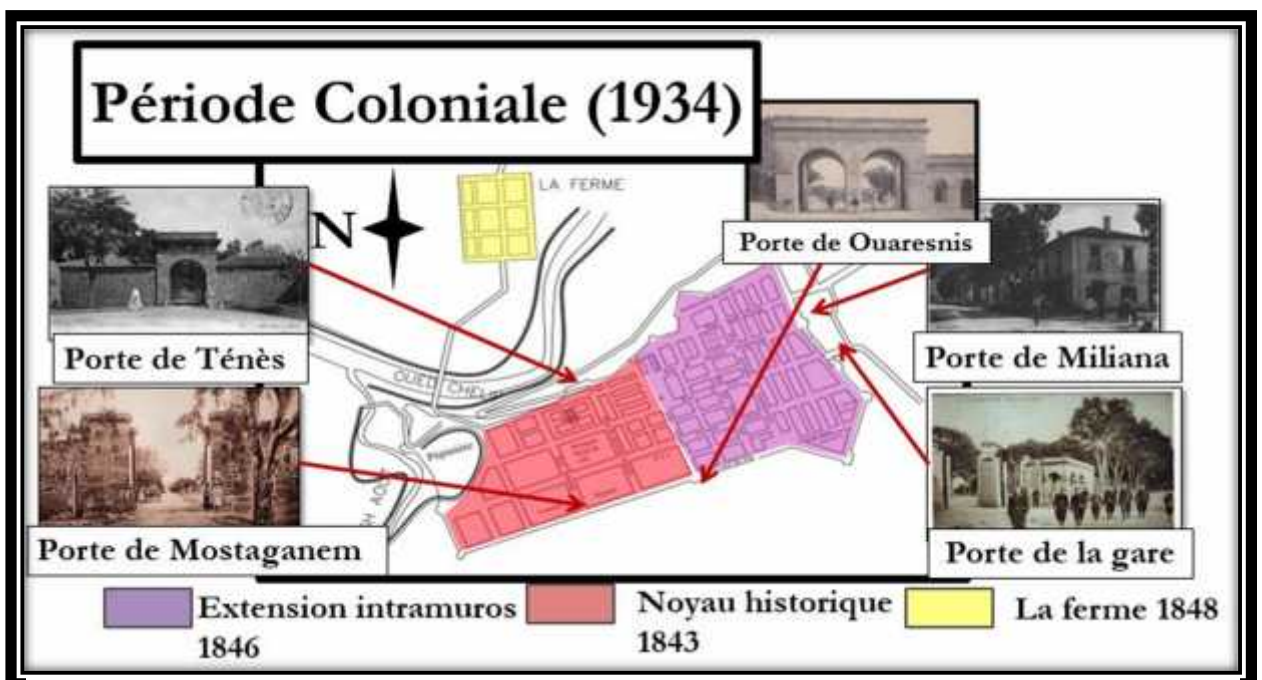 Période Coloniale (1934)
LA FERME
N
Porte de Ouaresnis
Porte de Ténès
Porte de Miliana
OUED CHELIF
Pépinière
Porte de Mostaganem
Porte de la gare
Extension intramuros
1846
Noyau historique
1843
La ferme 1848